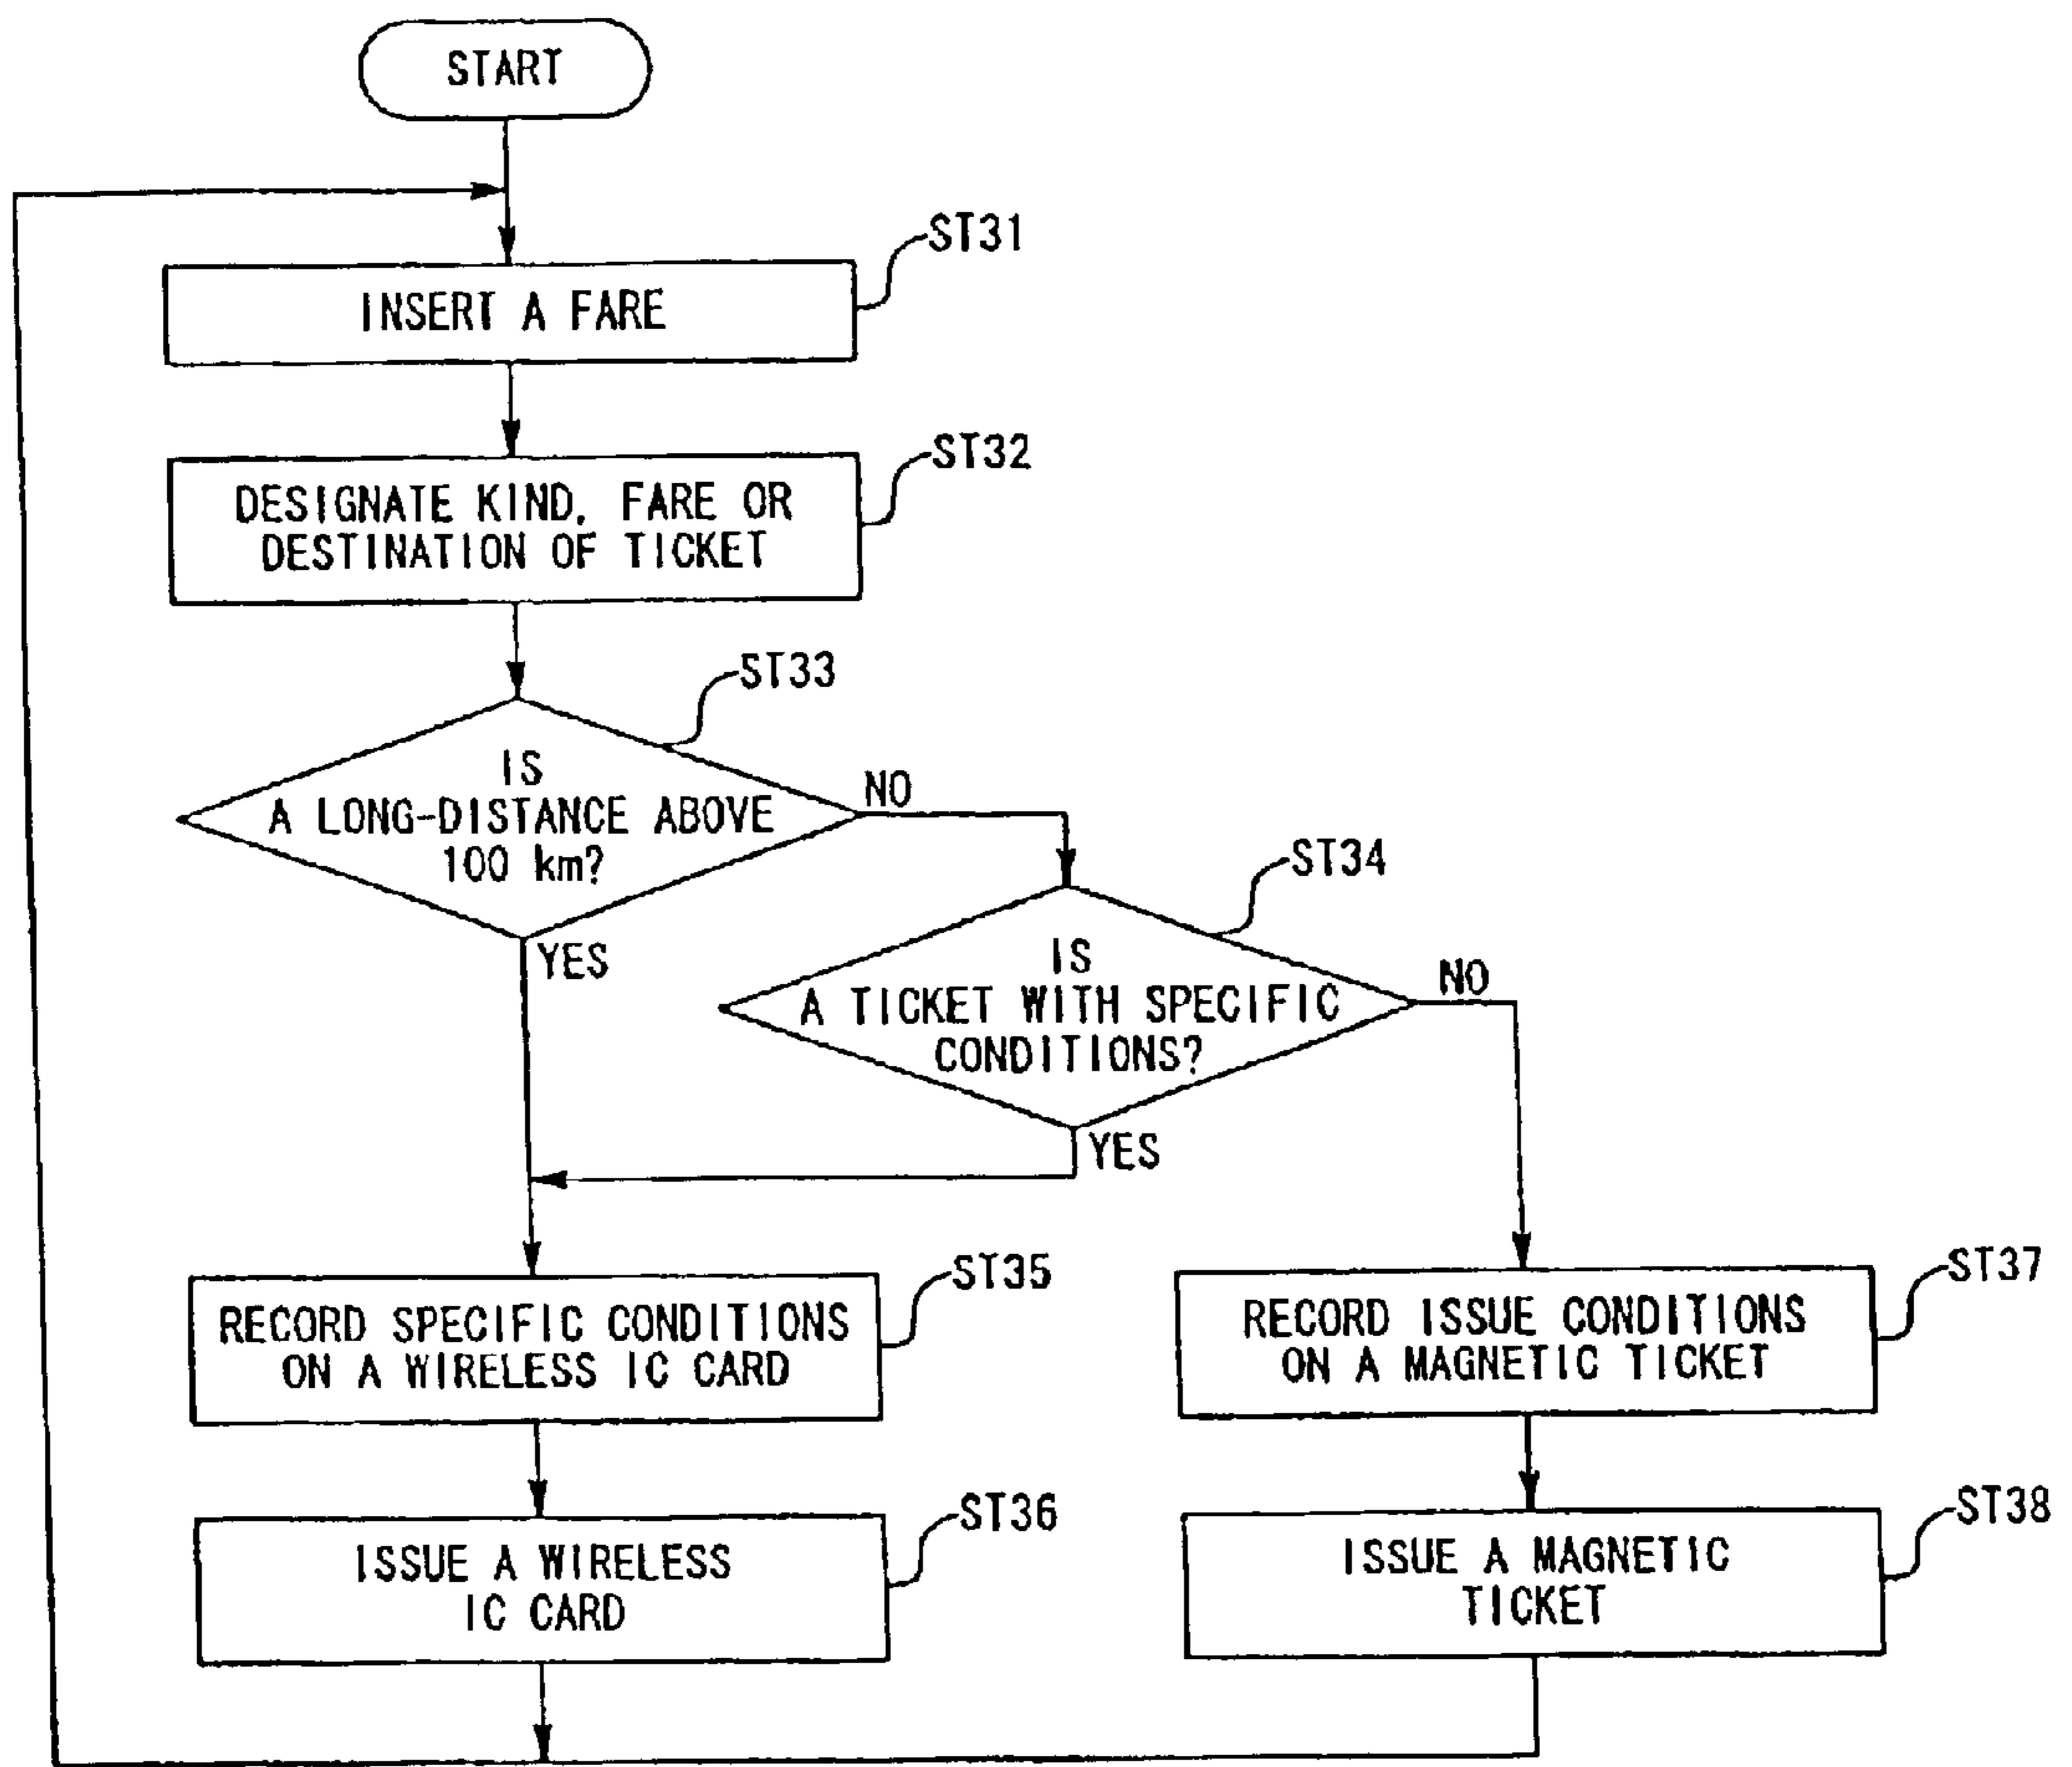 START
ST31
INSERT A FARE
ST32
DESIGNATE KIND, FARE OR
DESTINATION OF TICKET
ST33
IS
A LONG-DISTANCE ABOVE
100 km?
NO
YES
ST34
IS
A TICKET WITH SPECIFIC
CONDITIONS?
NO
YES
ST35
RECORD SPECIFIC CONDITIONS
ON A WIRELESS IC CARD
ST37
RECORD ISSUE CONDITIONS
ON A MAGNETIC TICKET
ST36
ISSUE A WIRELESS
IC CARD
ST38
ISSUE A MAGNETIC
TICKET